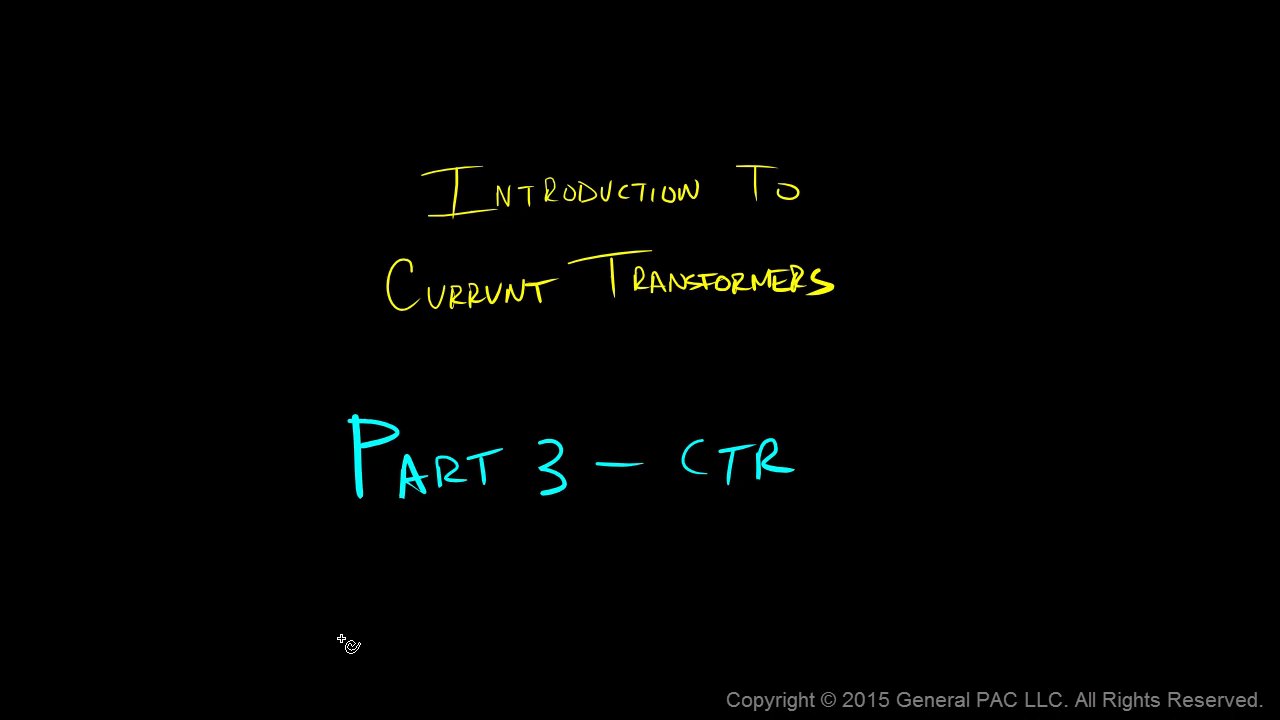 INTRODUCTION TO
CURRUNT TRANSFORMERS
PART 3 - CTR
Copyright © 2015 General PAC LLC. All Rights Reserved.